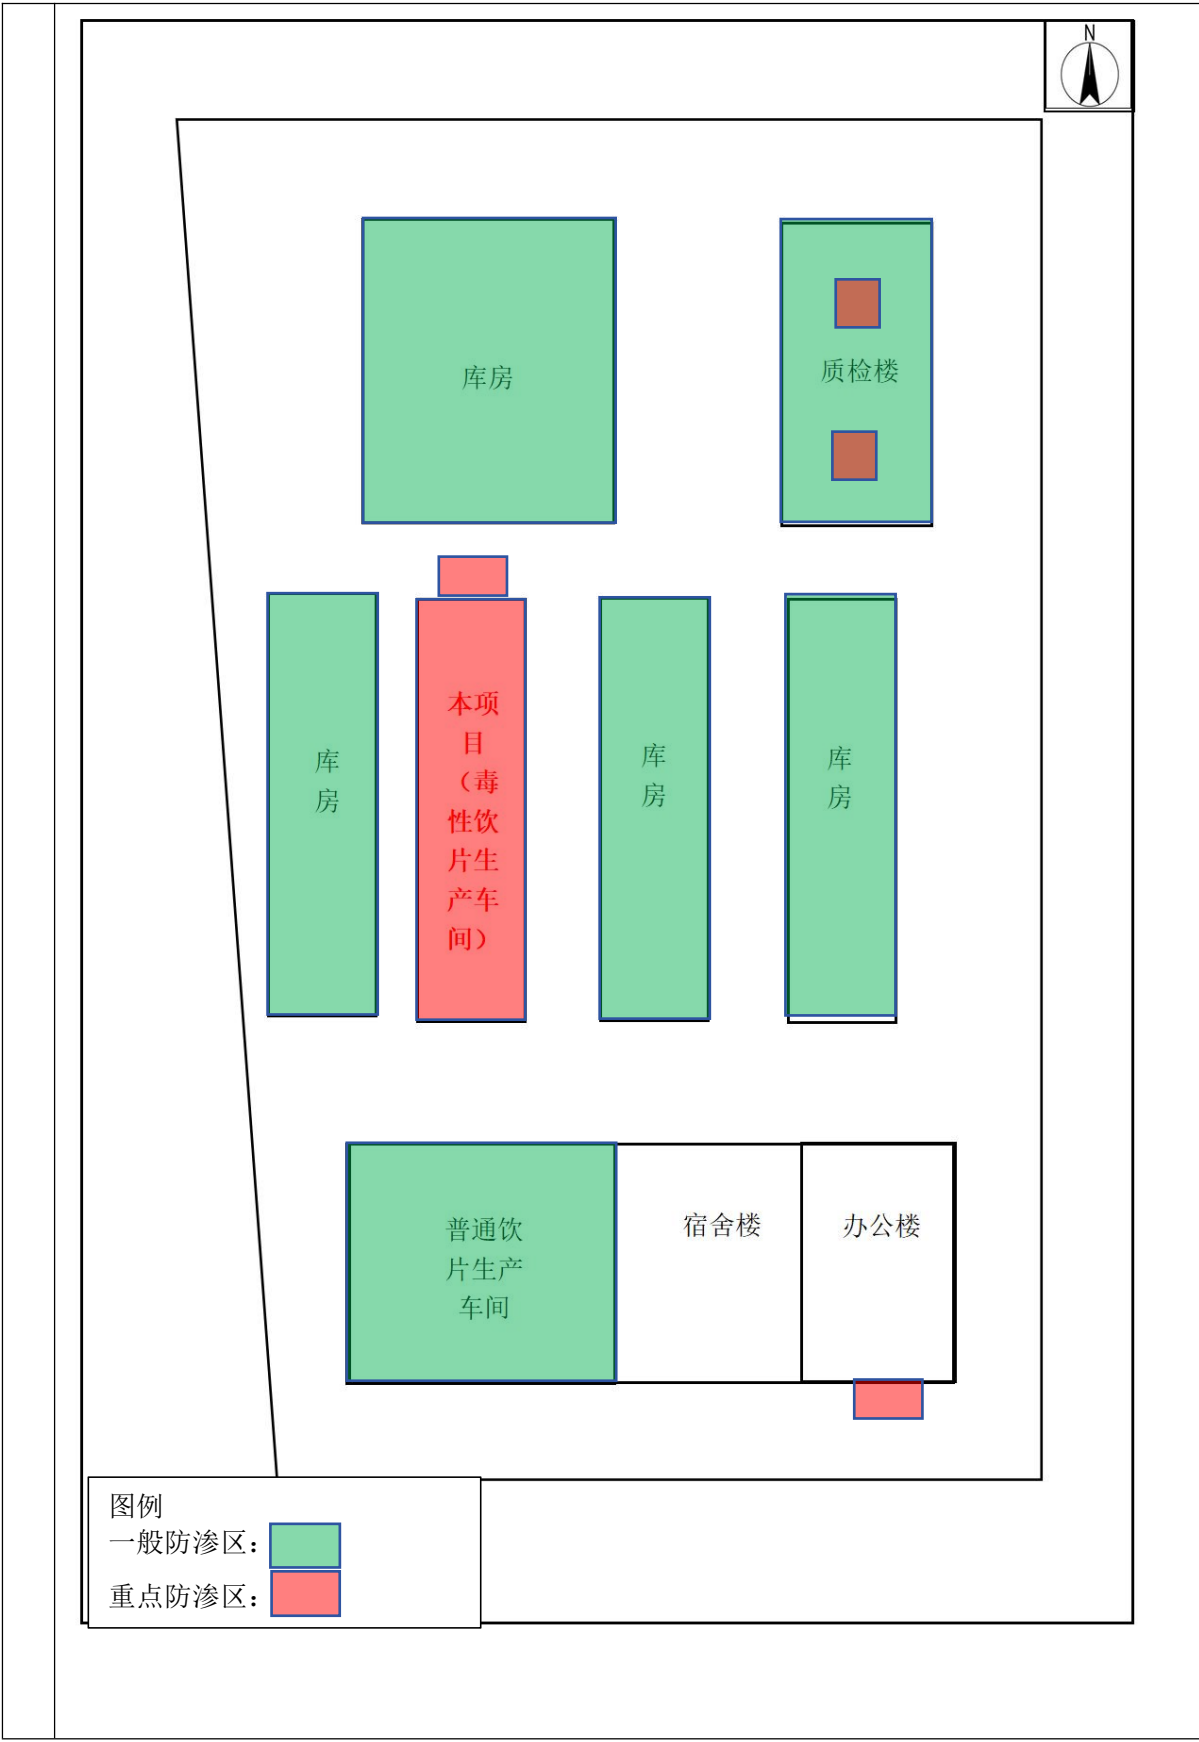 N
库房
质检楼
库
房
本项
目
（毒
性饮
片生
产车
间）
库
房
库
房
普通饮
片生产
车间
宿舍楼
办公楼
图例
一般防渗区：
重点防渗区：